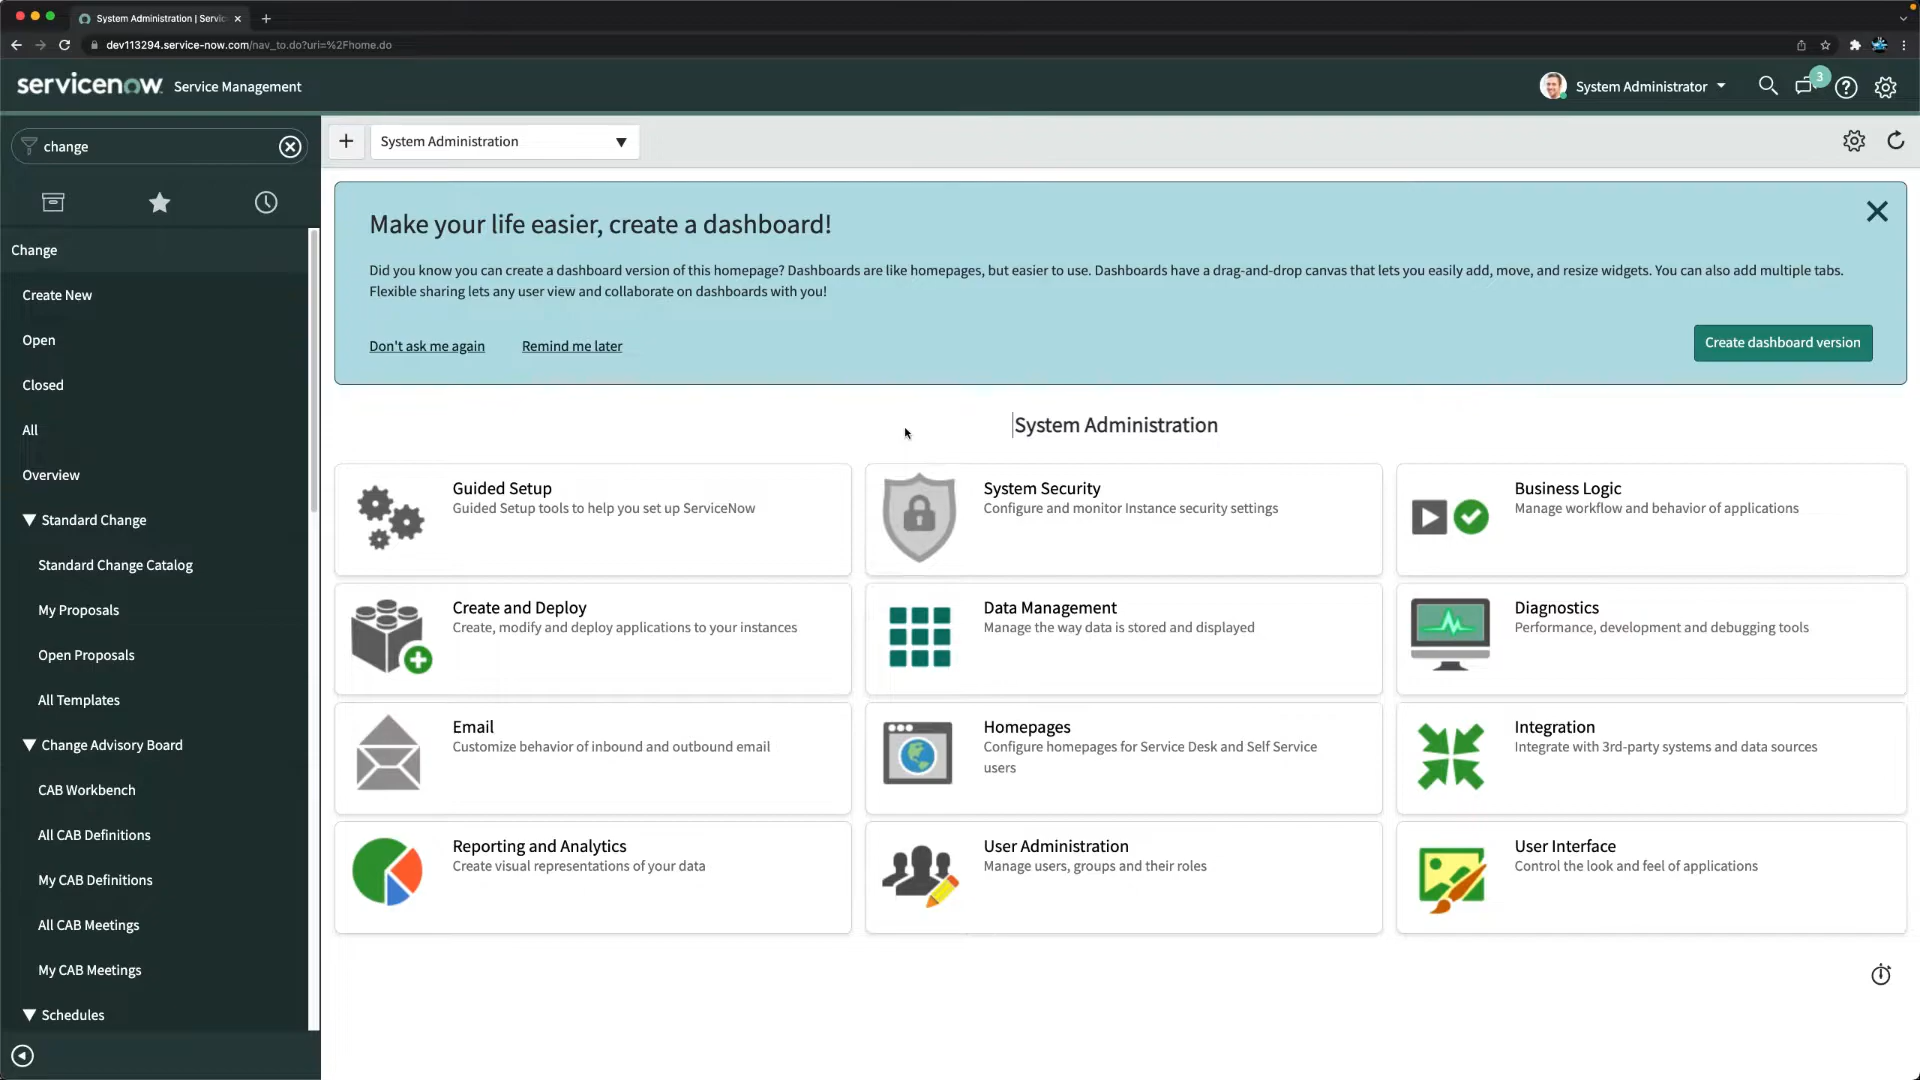 System Administration | Servic
dev113294.service-now.com/nav_to.do?uri=%2Fhome.do
servicenow Service Management
System Administrator
3
change
System Administration
Change
Create New
Open
Closed
All
Overview
Standard Change
Standard Change Catalog
My Proposals
Open Proposals
All Templates
Change Advisory Board
CAB Workbench
All CAB Definitions
My CAB Definitions
All CAB Meetings
My CAB Meetings
Schedules
Make your life easier, create a dashboard!
Did you know you can create a dashboard version of this homepage? Dashboards are like homepages, but easier to use. Dashboards have a drag-and-drop canvas that lets you easily add, move, and resize widgets. You can also add multiple tabs.
Flexible sharing lets any user view and collaborate on dashboards with you!
Don't ask me again
Remind me later
Create dashboard version
System Administration
Guided Setup
Guided Setup tools to help you set up ServiceNow
System Security
Configure and monitor Instance security settings
Business Logic
Manage workflow and behavior of applications
Create and Deploy
Create, modify and deploy applications to your instances
Data Management
Manage the way data is stored and displayed
Diagnostics
Performance, development and debugging tools
Email
Customize behavior of inbound and outbound email
Homepages
Configure homepages for Service Desk and Self Service
users
Integration
Integrate with 3rd-party systems and data sources
Reporting and Analytics
Create visual representations of your data
User Administration
Manage users, groups and their roles
User Interface
Control the look and feel of applications